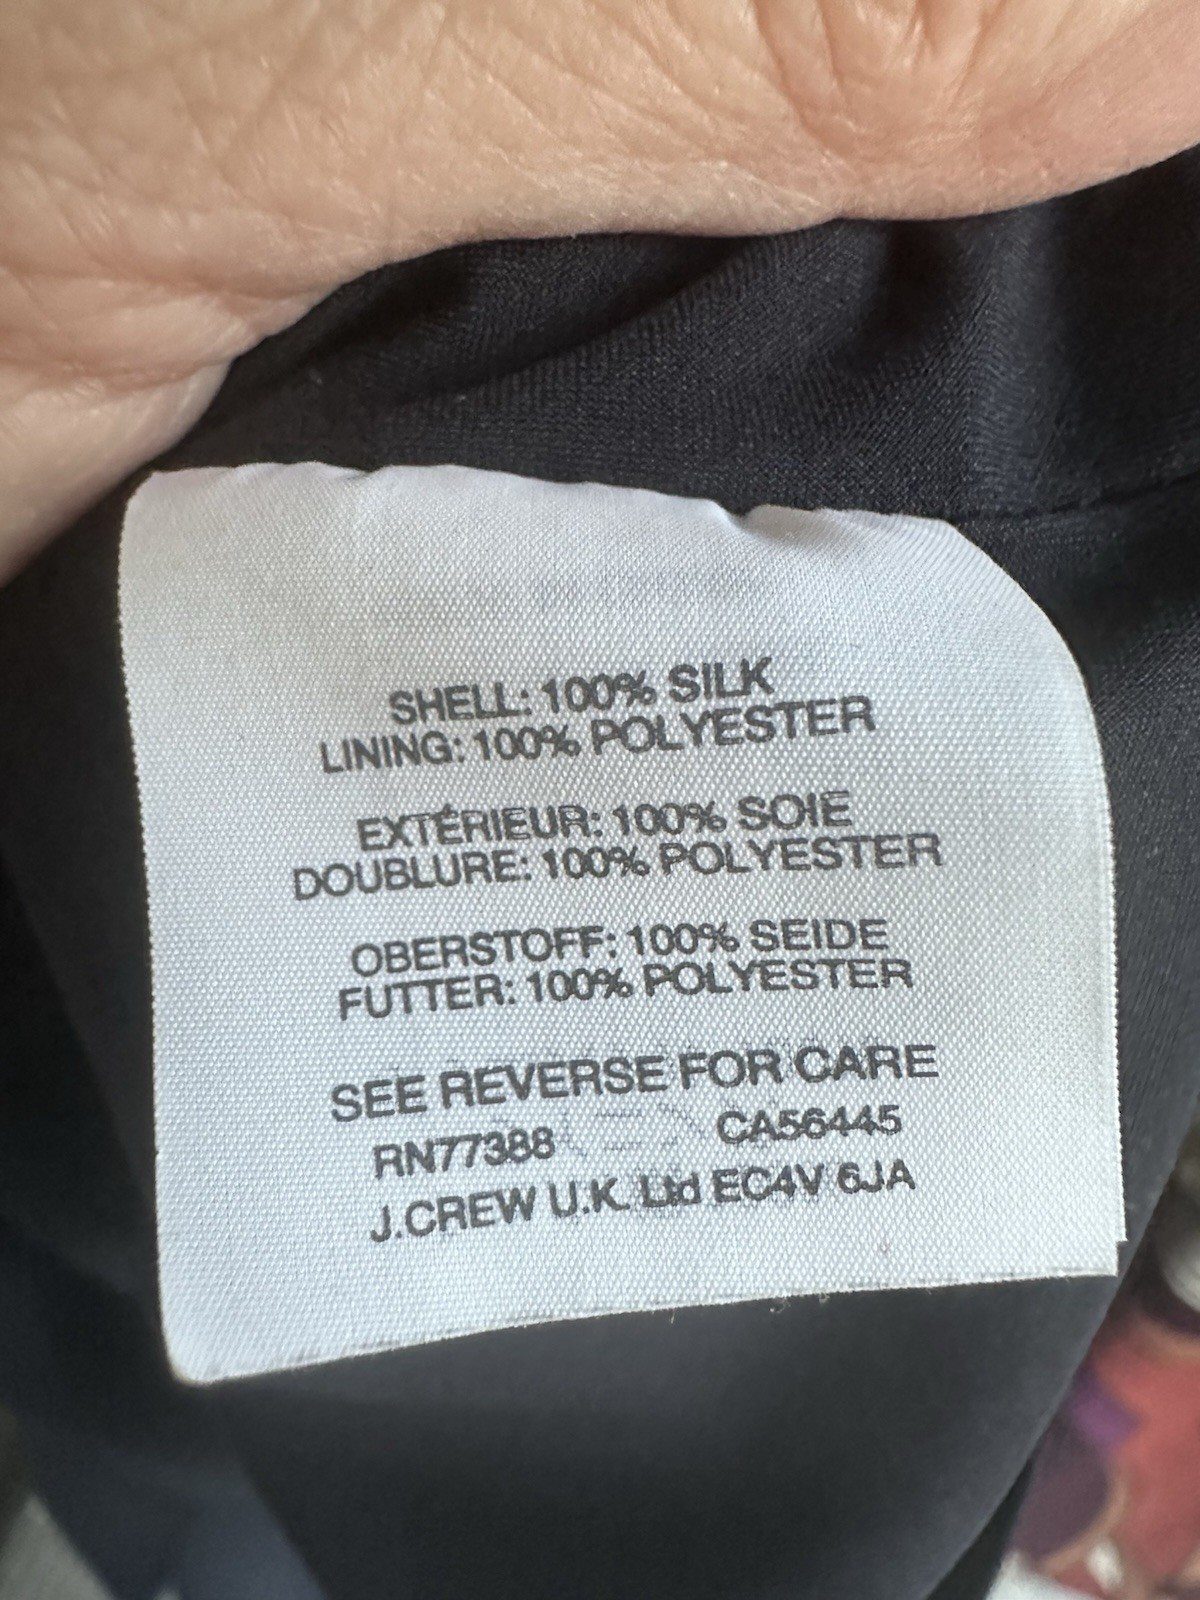 SHELL: 100% SILK
LINING: 100% POLYESTER
EXTÉRIEUR: 100% SOIE
DOUBLURE: 100% POLYESTER
OBERSTOFF: 100% SEIDE
FUTTER: 100% POLYESTER
SEE REVERSE FOR CARE
RN77388 CA56445
J.CREW U.K. Ltd EC4V 6JA